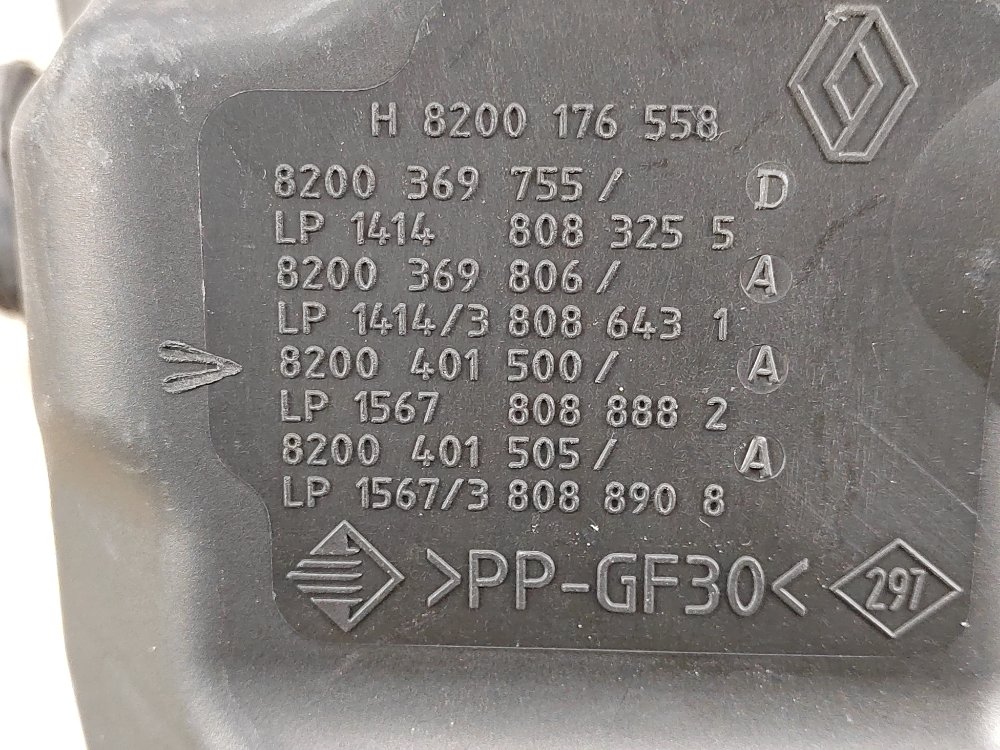 H 8200 176 558
8200 369 755/ D
LP 1414 808 325 5
8200 369 806/ A
LP 1414/3 808 643 1
8200 401 500/ A
LP 1567 808 888 2
8200 401 505/ A
LP 1567/3 808 890 8
>PP-GF30< 297